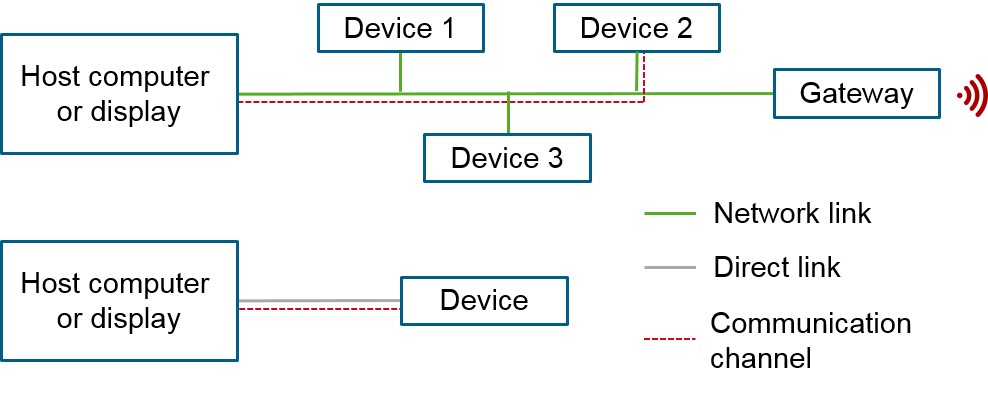 Device 1
Device 2
Host computer
or display
Gateway
Device 3
Network link
Direct link
Host computer
or display
Device
Communication
channel